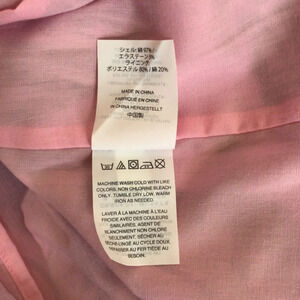 シェル: 綿 97% /
エラステーン 3%
ライニング:
ポリエステル 80% / 綿 20%
MADE IN CHINA
FABRIQUÉ EN CHINE
IN CHINA HERGESTELLT
中国製
MACHINE WASH COLD WITH LIKE
COLORS, NON CHLORINE BLEACH
ONLY. TUMBLE DRY LOW. WARM
IRON AS NEEDED.
LAVER À LA MACHINE À L'EAU
FROIDE AVEC DES COULEURS
SIMILAIRES, AGENT DE
BLANCHIMENT NON CHLORÉ
SEULEMENT. SÉCHER AU
SÈCHE-LINGE AU CYCLE DOUX.
REPASSER AU FER TIÈDE AU
BESOIN.